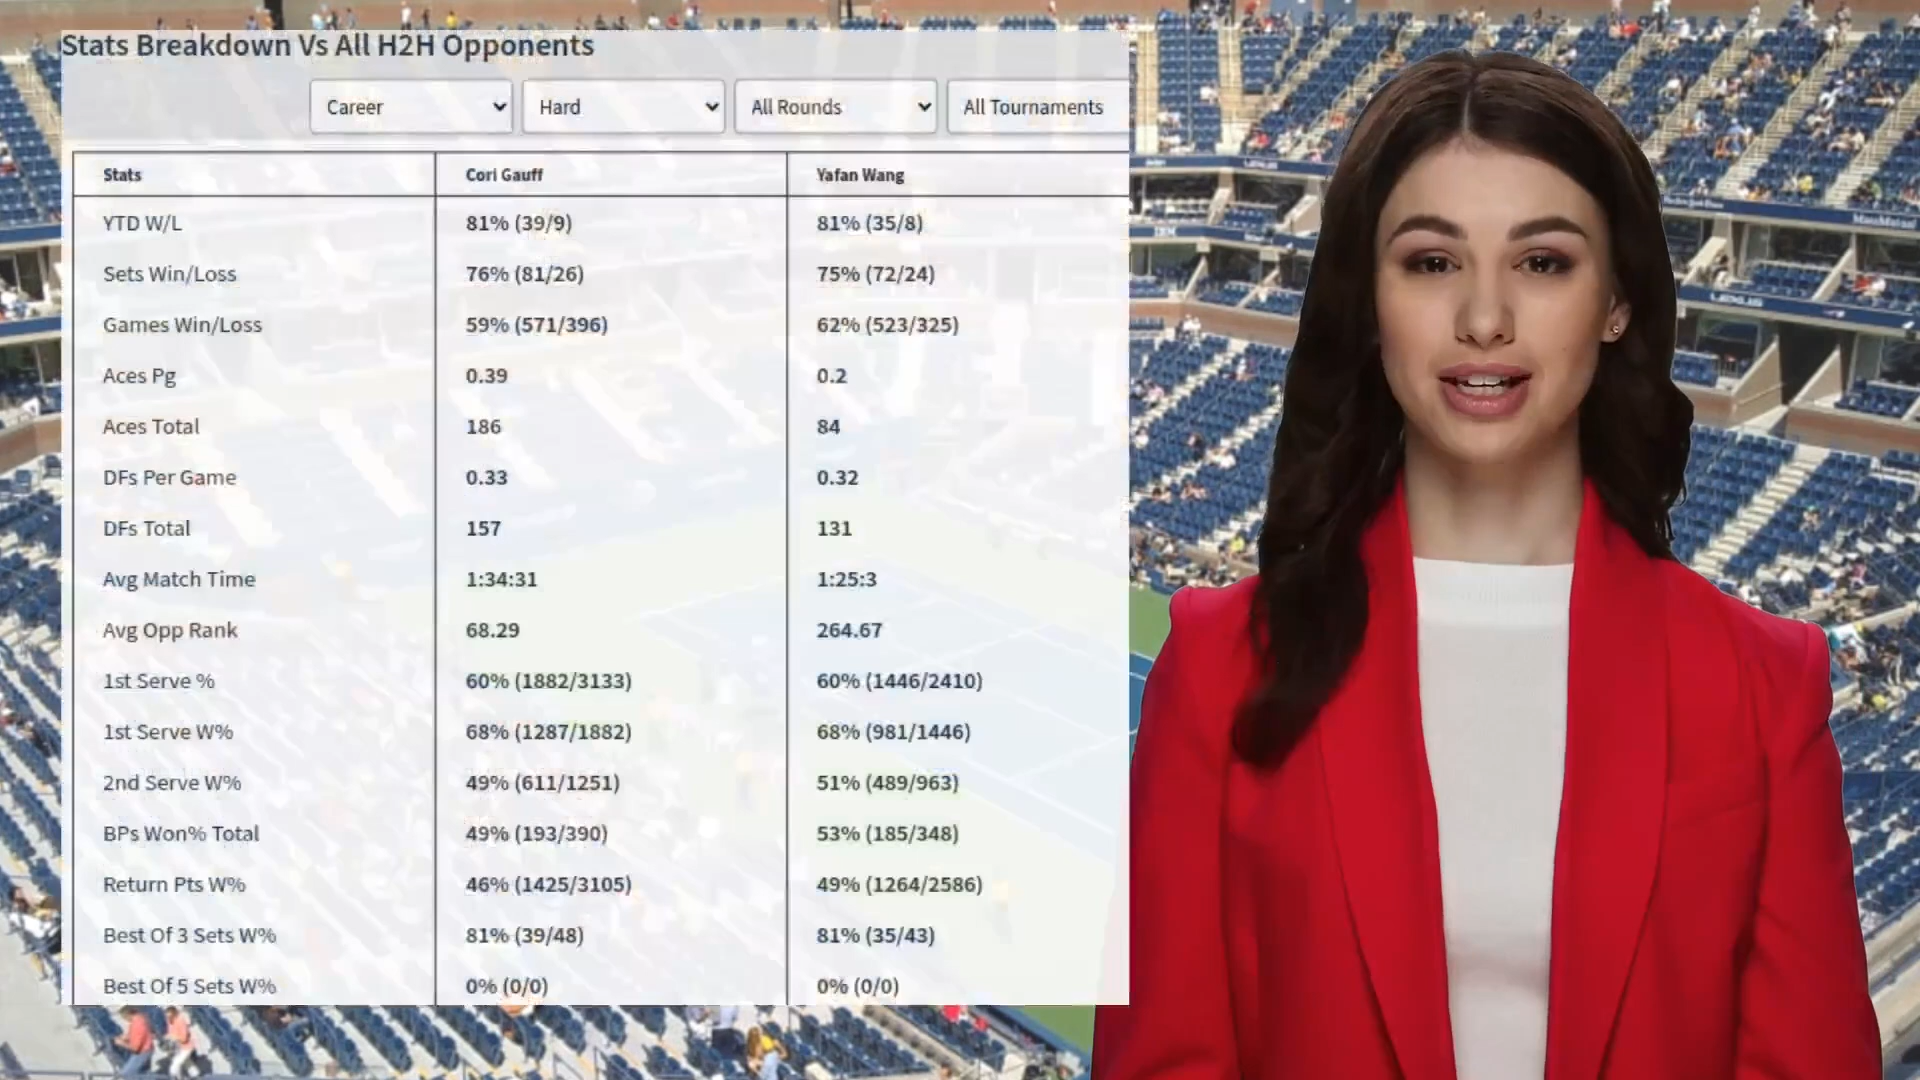 Stats Breakdown Vs All H2H Opponents
Career Hard All Rounds All Tournaments
Stats Cori Gauff Yafan Wang
YTD W/L 81% (39/9) 81% (35/8)
Sets Win/Loss 76% (81/26) 75% (72/24)
Games Win/Loss 59% (571/396) 62% (523/325)
Aces Pg 0.39 0.2
Aces Total 186 84
DFs Per Game 0.33 0.32
DFs Total 157 131
Avg Match Time 1:34:31 1:25:3
Avg Opp Rank 68.29 264.67
1st Serve % 60% (1882/3133) 60% (1446/2410)
1st Serve W% 68% (1287/1882) 68% (981/1446)
2nd Serve W% 49% (611/1251) 51% (489/963)
BPs Won% Total 49% (193/390) 53% (185/348)
Return Pts W% 46% (1425/3105) 49% (1264/2586)
Best Of 3 Sets W% 81% (39/48) 81% (35/43)
Best Of 5 Sets W% 0% (0/0) 0% (0/0)
IBM
LEXUS